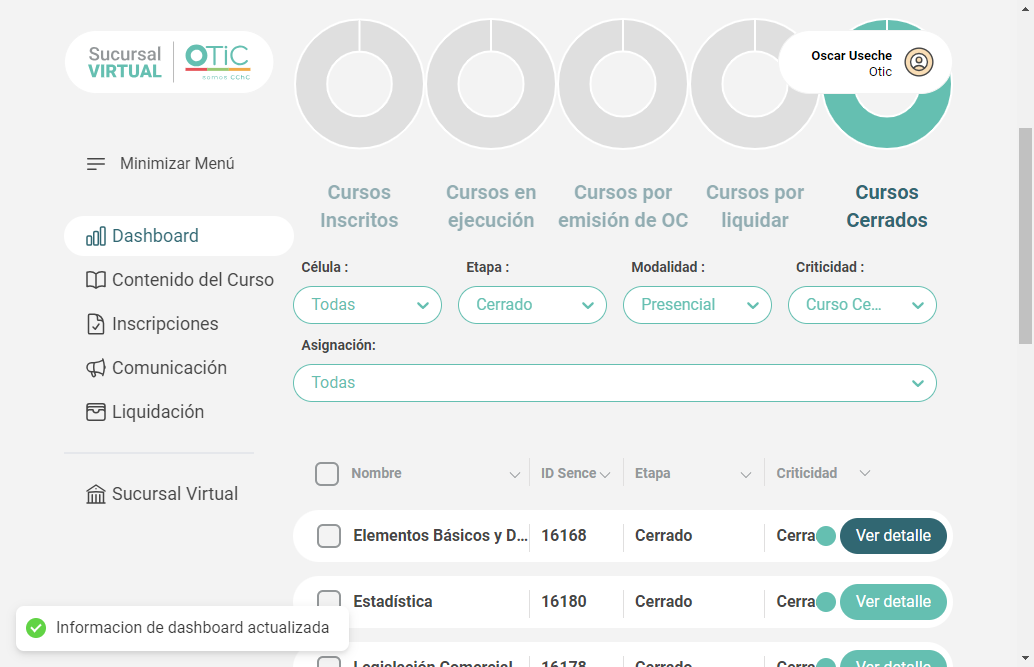 Sucursal
VIRTUAL
OTiC
somos CChC
Oscar Useche
Otic
Minimizar Menú
Dashboard
Contenido del Curso
Inscripciones
Comunicación
Liquidación
Sucursal Virtual
Cursos
Inscritos
Cursos en
ejecución
Cursos por
emisión de OC
Cursos por
liquidar
Cursos
Cerrados
Célula :
Etapa :
Modalidad :
Criticidad :
Todas
Cerrado
Presencial
Curso Ce...
Asignación:
Todas
Nombre ID Sence Etapa Criticidad
Elementos Básicos y D... 16168 Cerrado Cerra Ver detalle
Estadística 16180 Cerrado Cerra Ver detalle
Legislación Comercial 16178 Cerrado Cerra Ver detalle
Informacion de dashboard actualizada